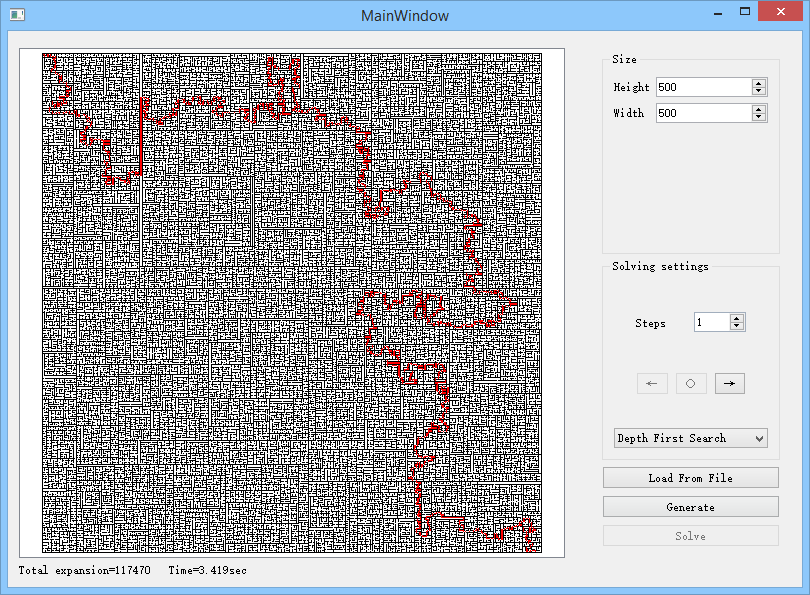 MainWindow
Size
Height 500
Width 500
Solving settings
Steps 1
Depth First Search
Load From File
Generate
Solve
Total expansion=117470 Time=3.419sec